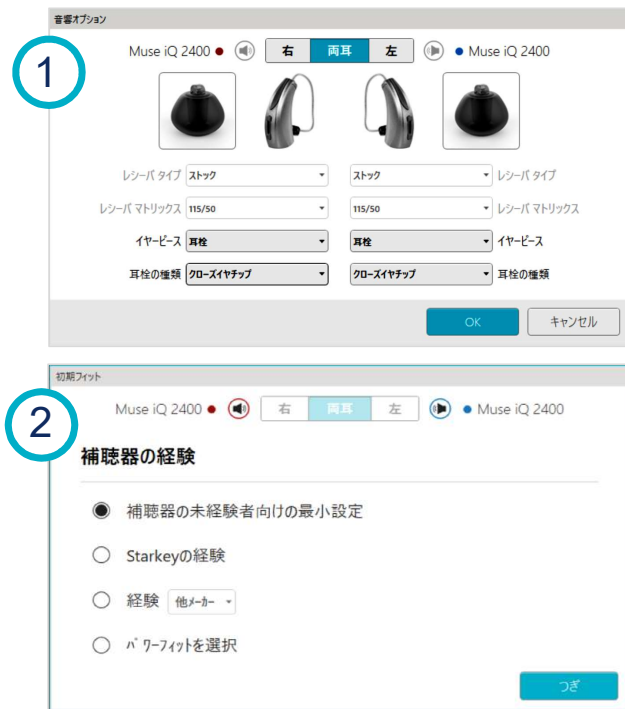 音響オプション
1
Muse iQ 2400 右 両耳 左 Muse iQ 2400
レシーバ タイプ ストック ストック レシーバ タイプ
レシーバ マトリックス 115/50 115/50 レシーバ マトリックス
イヤーピース 耳栓 耳栓 イヤーピース
耳栓の種類 クローズイヤチップ クローズイヤチップ 耳栓の種類
OK キャンセル
初期フィット
2
Muse iQ 2400 右 両耳 左 Muse iQ 2400
補聴器の経験
補聴器の未経験者向けの最小設定
Starkeyの経験
経験 他メーカー
パワーフィットを選択
つぎ